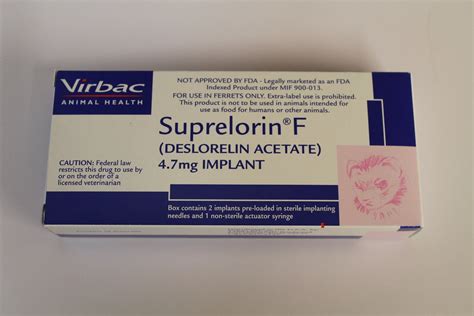 Virbac
ANIMAL HEALTH
NOT APPROVED BY FDA - Legally marketed as an FDA
Indexed Product under MIF 900-013.
FOR USE IN FERRETS ONLY. Extra-label use is prohibited.
This product is not to be used in animals intended for
use as food for humans or other animals.
Suprelorin® F
(DESLORELIN ACETATE)
4.7mg IMPLANT
CAUTION: Federal law
restricts this drug to use by
or on the order of a
licensed veterinarian
Box contains 2 implants pre-loaded in sterile implanting
needles and 1 non-sterile actuator syringe